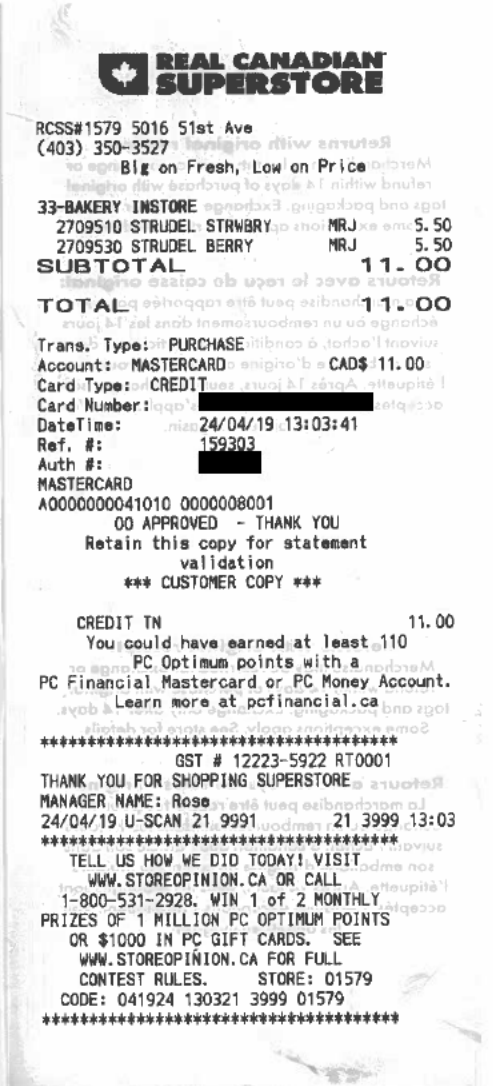 REAL CANADIAN
SUPERSTORE
RCSS#1579 5016 51st Ave
(403) 350-3527
Big on Fresh, Low on Price
33-BAKERY INSTORE
2709510 STRUDEL STRWBRY MRJ 5.50
2709530 STRUDEL BERRY MRJ 5.50
SUBTOTAL 11.00
TOTAL 11.00
Trans. Type: PURCHASE
Account: MASTERCARD CAD$ 11.00
Card Type: CREDIT
Card Number:
DateTime: 24/04/19 13:03:41
Ref. #: 159303
Auth #:
MASTERCARD
A0000000041010 0000008001
00 APPROVED - THANK YOU
Retain this copy for statement
validation
*** CUSTOMER COPY ***
CREDIT TN 11.00
You could have earned at least 110
PC Optimum points with a
PC Financial Mastercard or PC Money Account.
Learn more at pcfinancial.ca
****************************************
GST # 12223-5922 RT0001
THANK YOU FOR SHOPPING SUPERSTORE
MANAGER NAME: Rose
24/04/19 U-SCAN 21 9991 21 3999 13:03
****************************************
TELL US HOW WE DID TODAY! VISIT
WWW.STOREOPINION.CA OR CALL
1-800-531-2928. WIN 1 of 2 MONTHLY
PRIZES OF 1 MILLION PC OPTIMUM POINTS
OR $1000 IN PC GIFT CARDS. SEE
WWW.STOREOPINION.CA FOR FULL
CONTEST RULES. STORE: 01579
CODE: 041924 130321 3999 01579
****************************************